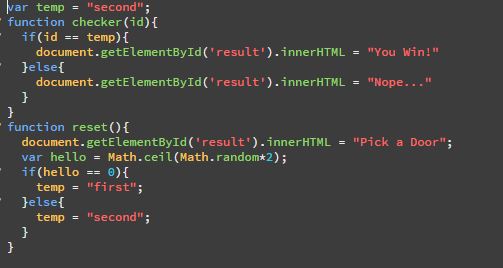 var temp = "second";
function checker(id){
  if(id == temp){
    document.getElementById('result').innerHTML = "You Win!"
  }else{
    document.getElementById('result').innerHTML = "Nope..."
  }
}
function reset(){
  document.getElementById('result').innerHTML = "Pick a Door";
  var hello = Math.ceil(Math.random*2);
  if(hello == 0){
    temp = "first";
  }else{
    temp = "second";
  }
}